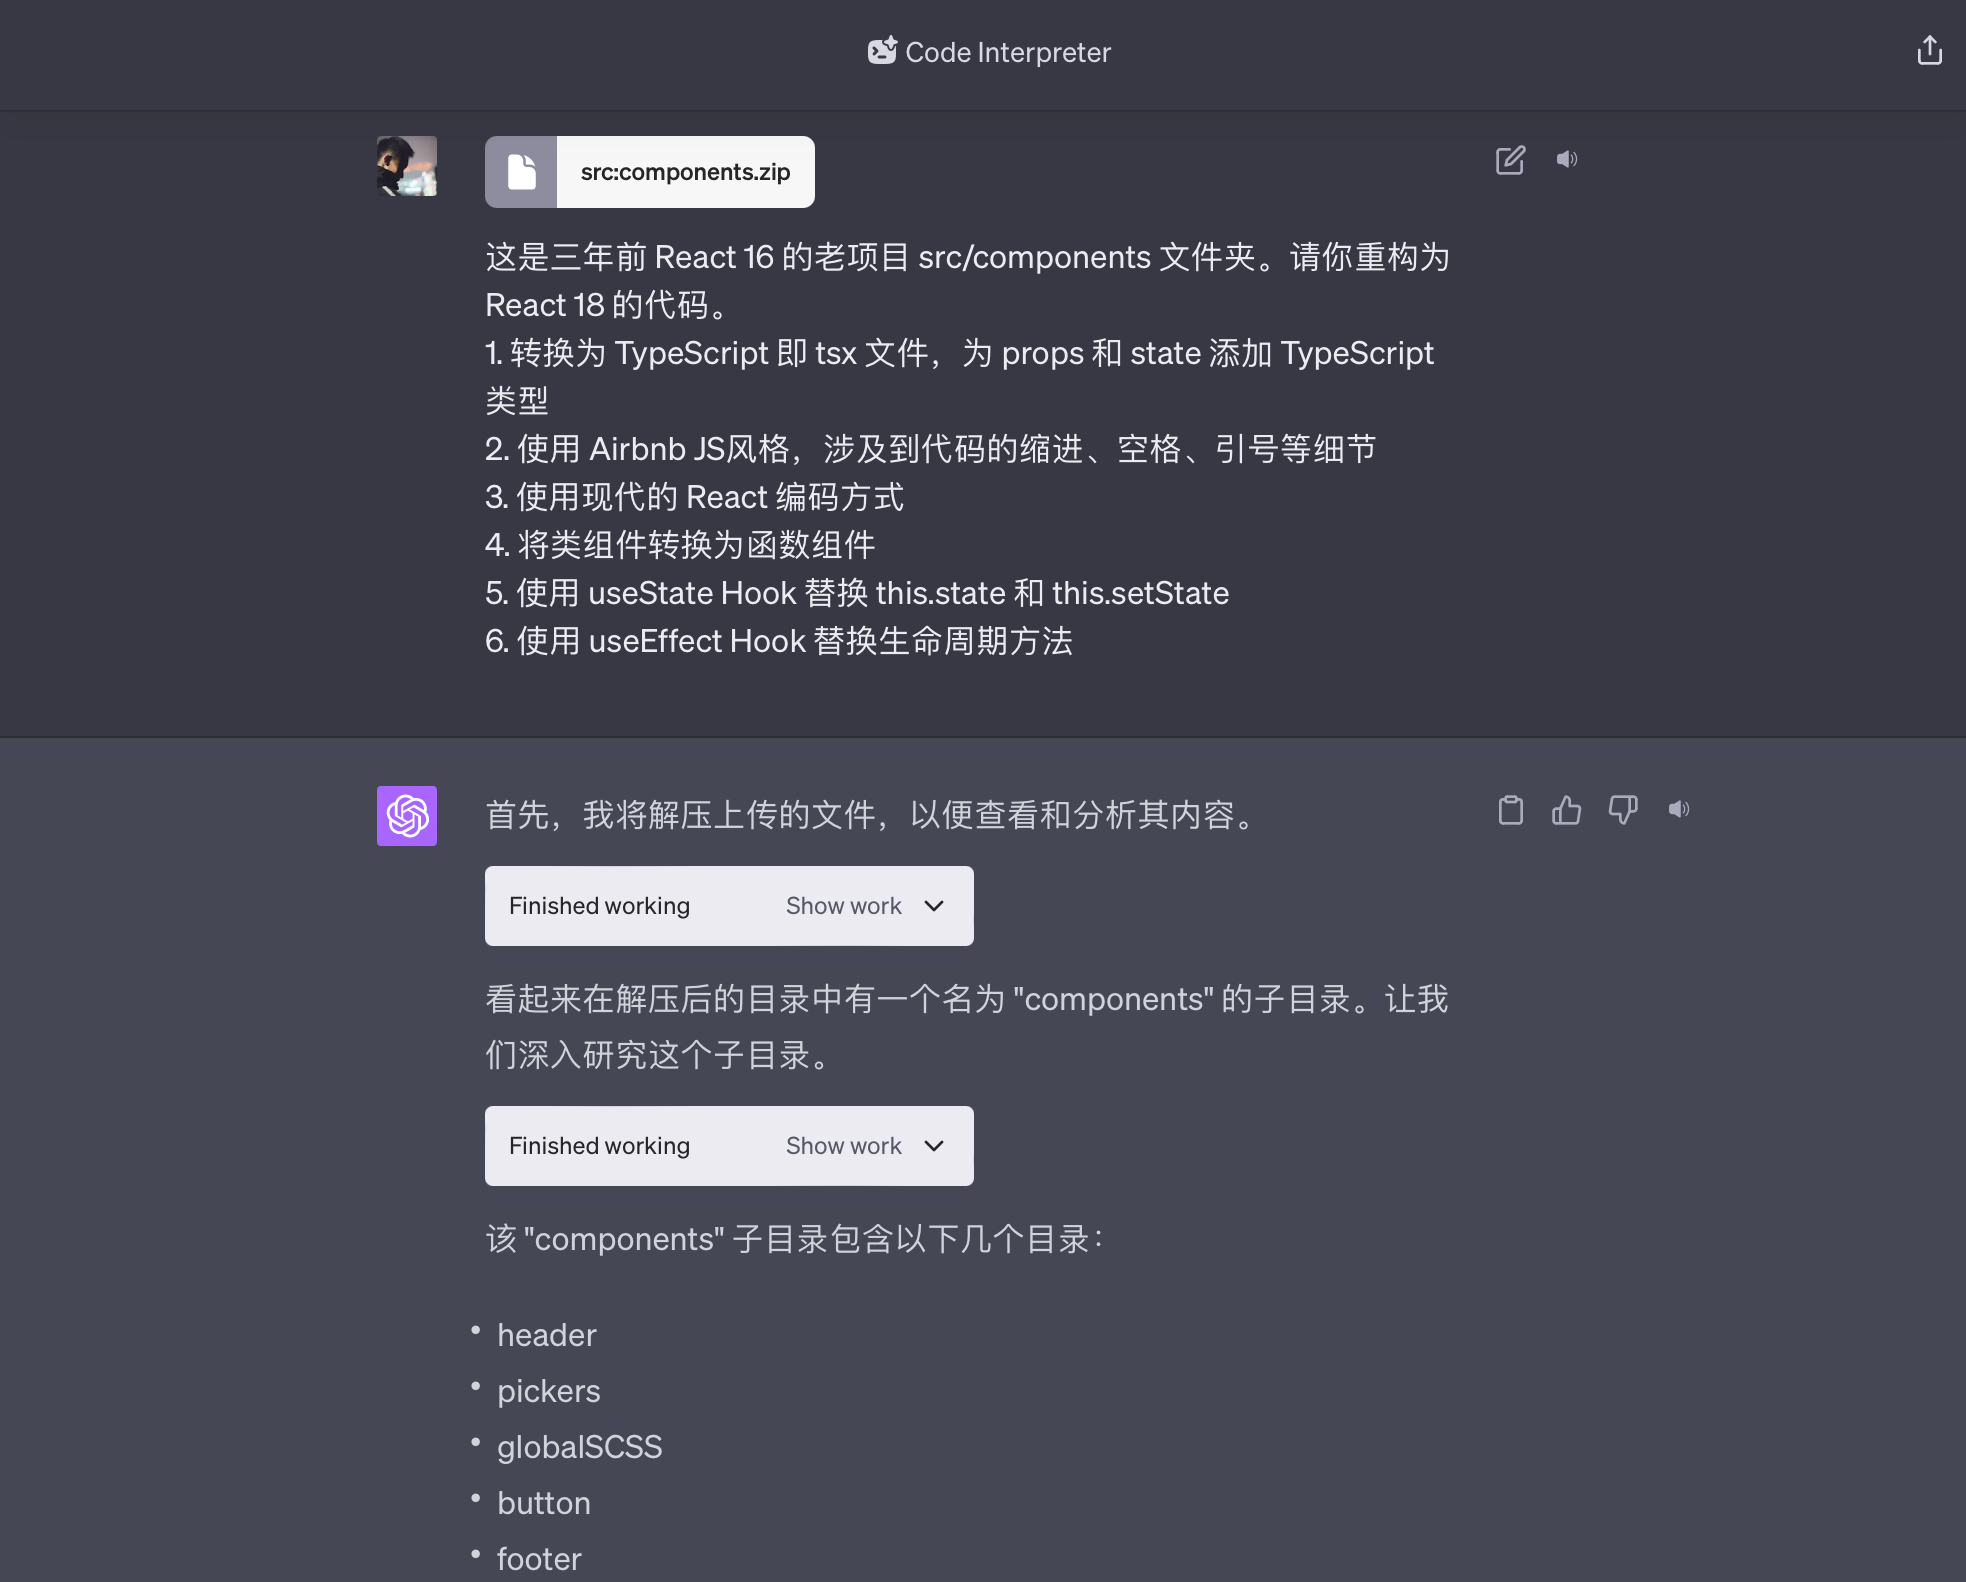 Code Interpreter
src:components.zip
这是三年前 React 16 的老项目 src/components 文件夹。请你重构为
React 18 的代码。
1. 转换为 TypeScript 即 tsx 文件，为 props 和 state 添加 TypeScript
类型
2. 使用 Airbnb JS风格，涉及到代码的缩进、空格、引号等细节
3. 使用现代的 React 编码方式
4. 将类组件转换为函数组件
5. 使用 useState Hook 替换 this.state 和 this.setState
6. 使用 useEffect Hook 替换生命周期方法
首先，我将解压上传的文件，以便查看和分析其内容。
Finished working Show work
看起来在解压后的目录中有一个名为 "components" 的子目录。让我
们深入研究这个子目录。
Finished working Show work
该 "components" 子目录包含以下几个目录：
• header
• pickers
• globalSCSS
• button
• footer